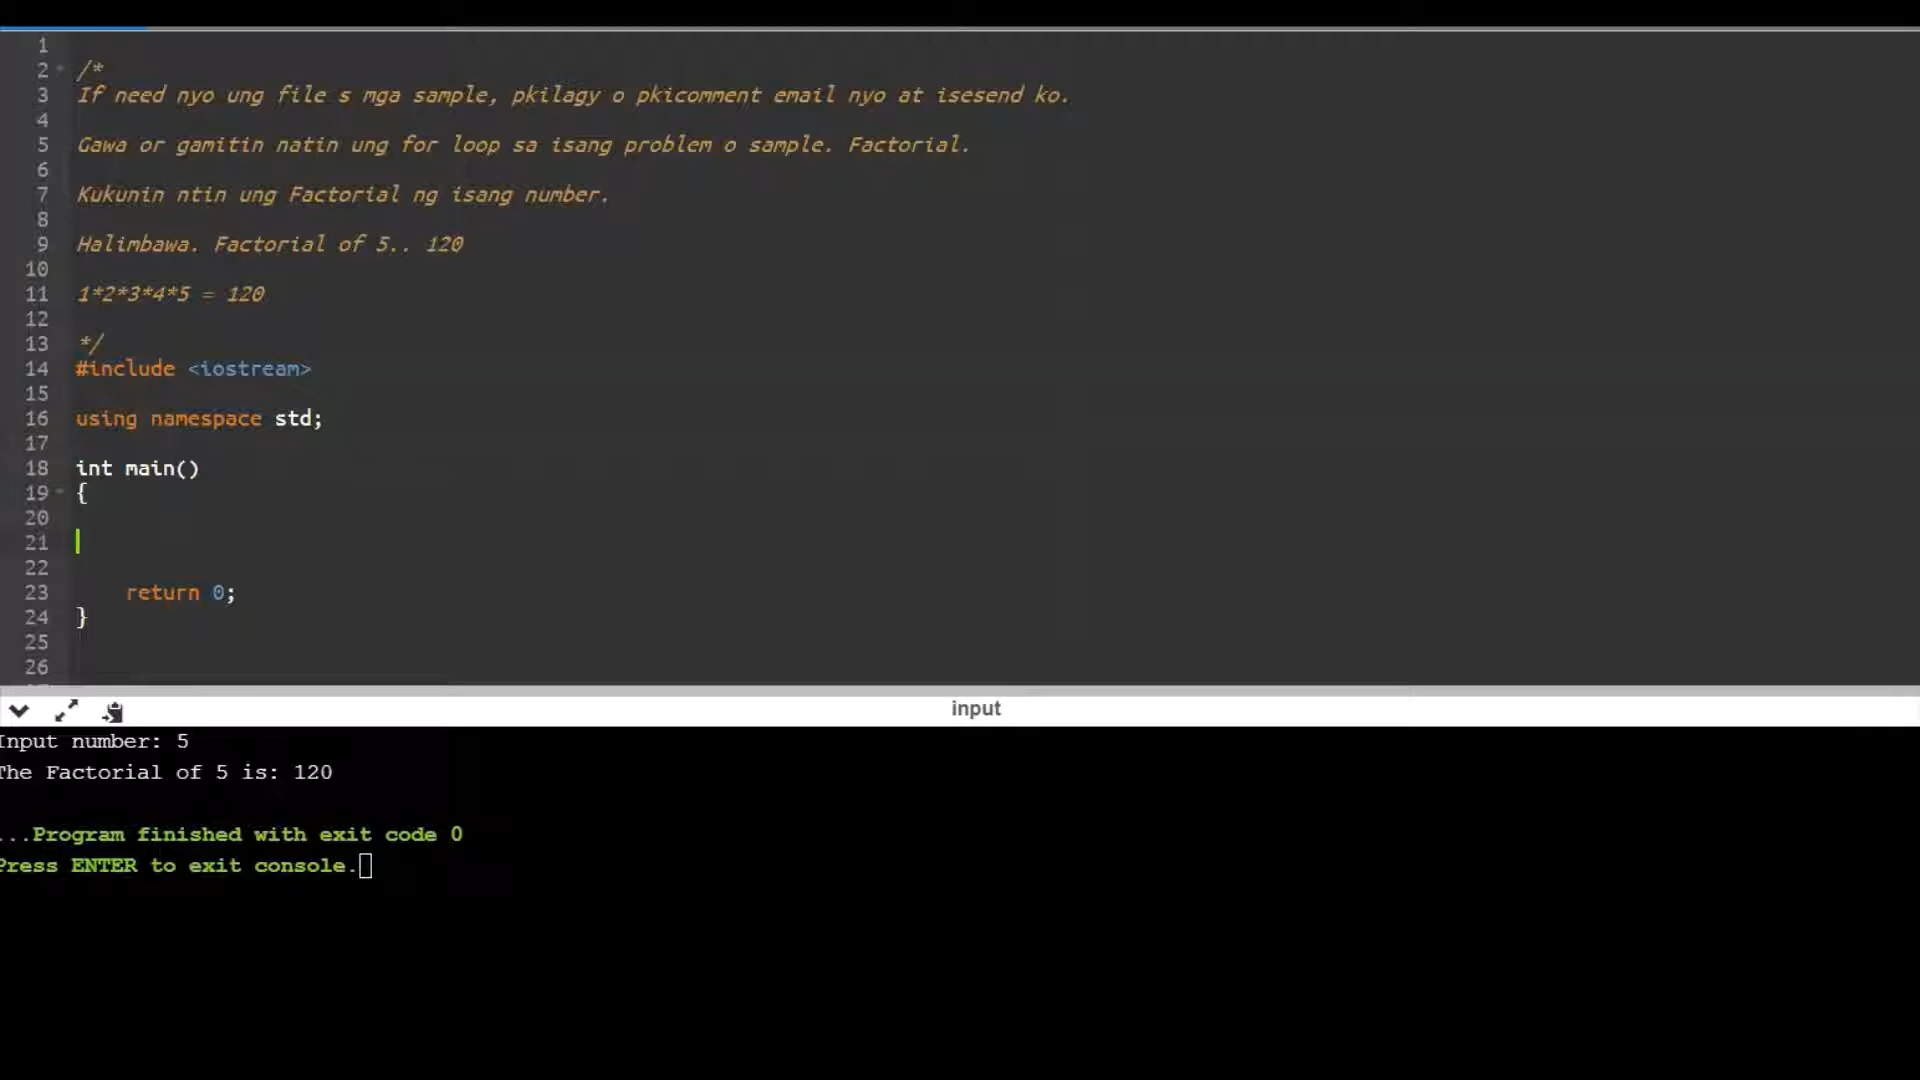 1
2 /*
3 If need nyo ung file s mga sample, pkilagy o pkicomment email nyo at isesend ko.
4
5 Gawa or gamitin natin ung for loop sa isang problem o sample. Factorial.
6
7 Kukunin ntin ung Factorial ng isang number.
8
9 Halimbawa. Factorial of 5.. 120
10
11 1*2*3*4*5 = 120
12
13 */
14 #include <iostream>
15
16 using namespace std;
17
18 int main()
19 {
20
21
22
23 return 0;
24 }
25
26
input
Input number: 5
The Factorial of 5 is: 120
...Program finished with exit code 0
Press ENTER to exit console.